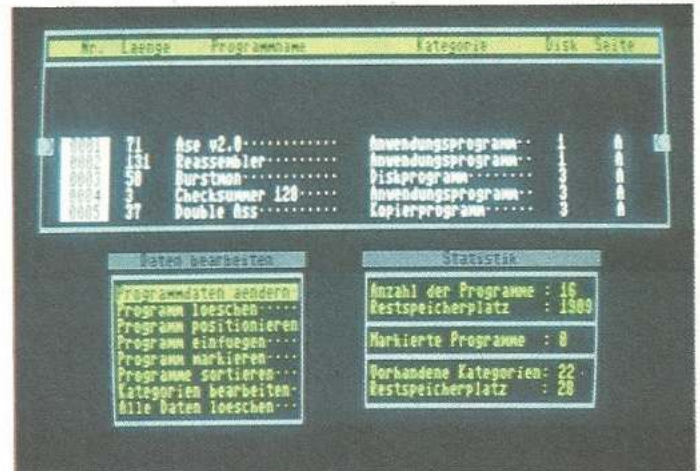 Nr. Laenge Programmname Kategorie Disk Seite
0001 71 Ase v2.0············ Anwendungsprogramm·· 1 A
0002 131 Reassembler········· Anwendungsprogramm·· 1 A
0003 50 Burstmon············ Diskprogramm········ 3 A
0004 3 Checksummer 128····· Anwendungsprogramm·· 3 A
0005 37 Double Ass·········· Kopierprogramm······ 3 A
Daten bearbeiten
Programmdaten aendern
Programm loeschen····
Programm positionieren
Programm einfuegen···
Programm markieren···
Programme sortieren···
Kategorien bearbeiten·
Alle Daten loeschen···
Statistik
Anzahl der Programme : 16
Restspeicherplatz : 1909
Markierte Programme : 0
Vorhandene Kategorien: 22
Restspeicherplatz : 28